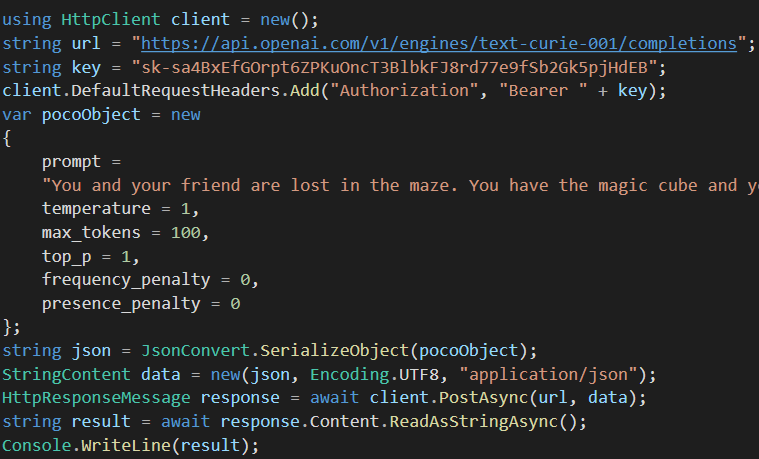 using HttpClient client = new();
string url = "https://api.openai.com/v1/engines/text-curie-001/completions";
string key = "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";
client.DefaultRequestHeaders.Add("Authorization", "Bearer " + key);
var pocoObject = new
{
    prompt =
    "You and your friend are lost in the maze. You have the magic cube and
    temperature = 1,
    max_tokens = 100,
    top_p = 1,
    frequency_penalty = 0,
    presence_penalty = 0
};
string json = JsonConvert.SerializeObject(pocoObject);
StringContent data = new(json, Encoding.UTF8, "application/json");
HttpResponseMessage response = await client.PostAsync(url, data);
string result = await response.Content.ReadAsStringAsync();
Console.WriteLine(result);